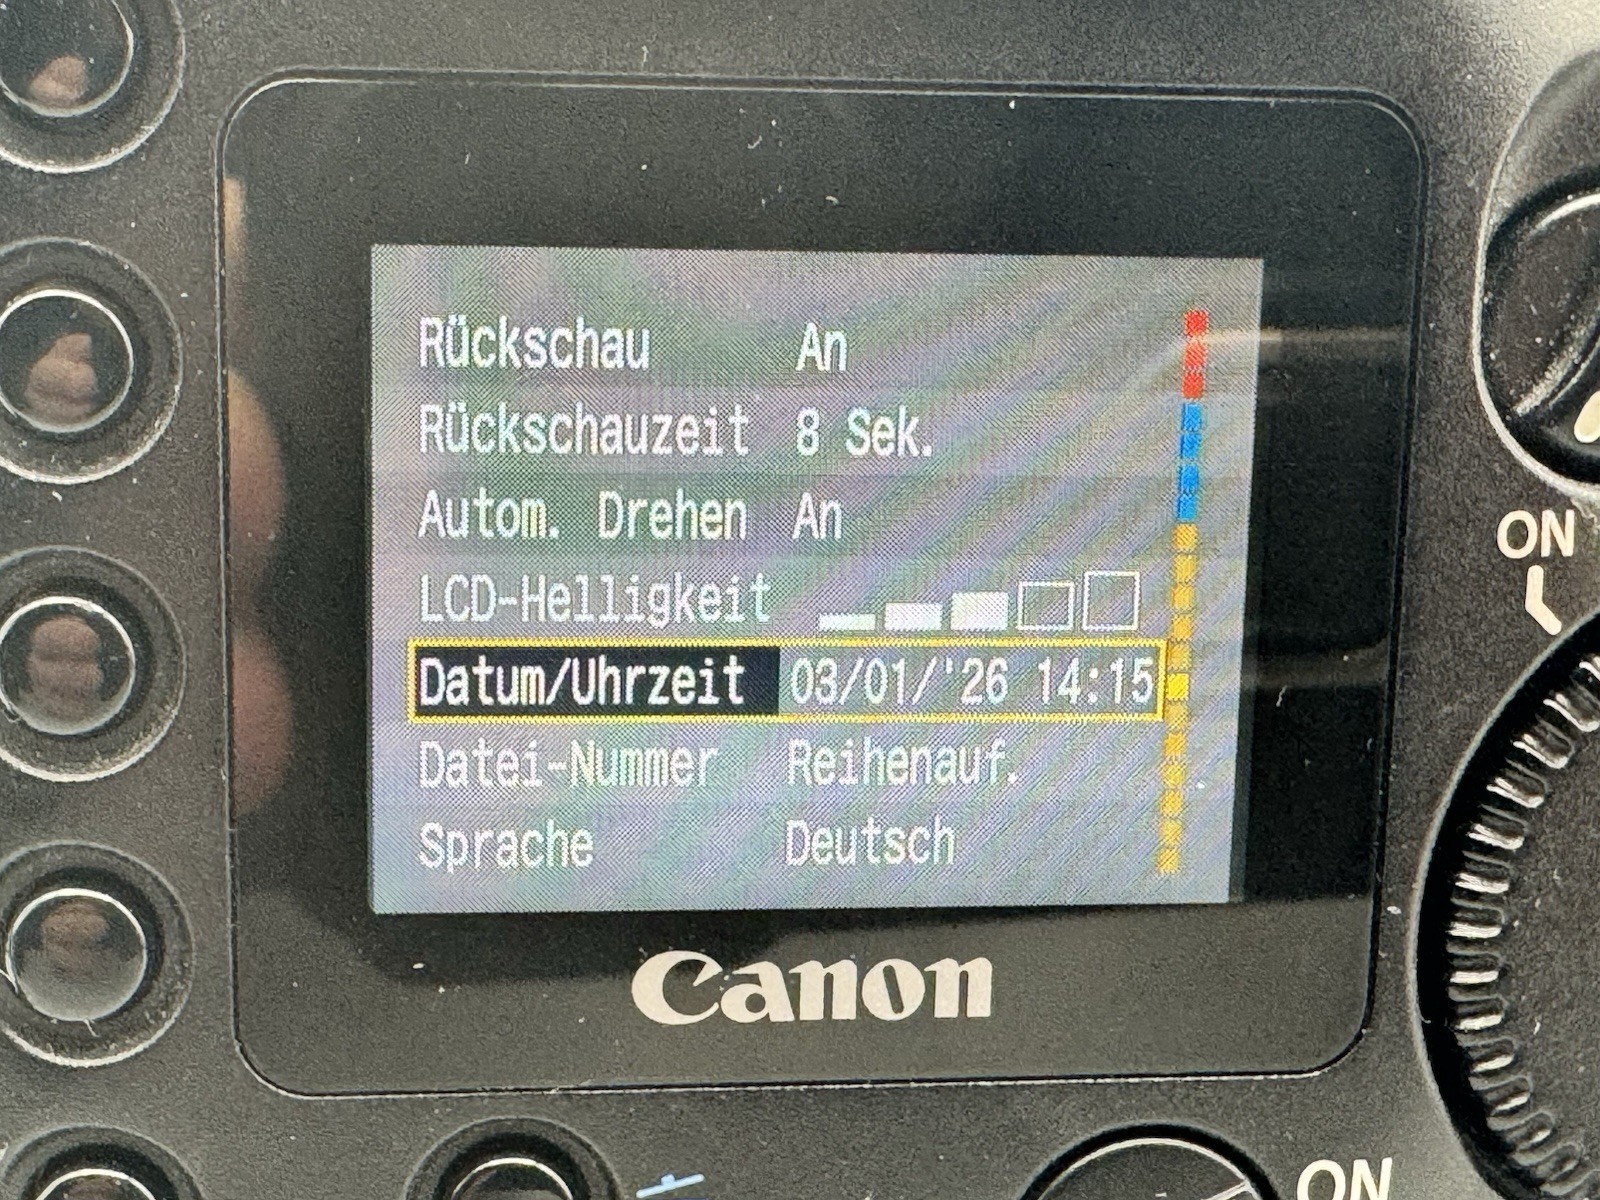 Rückschau An
Rückschauzeit 8 Sek.
Autom. Drehen An
LCD-Helligkeit
Datum/Uhrzeit 03/01/'26 14:15
Datei-Nummer Reihenauf.
Sprache Deutsch
Canon
ON
ON